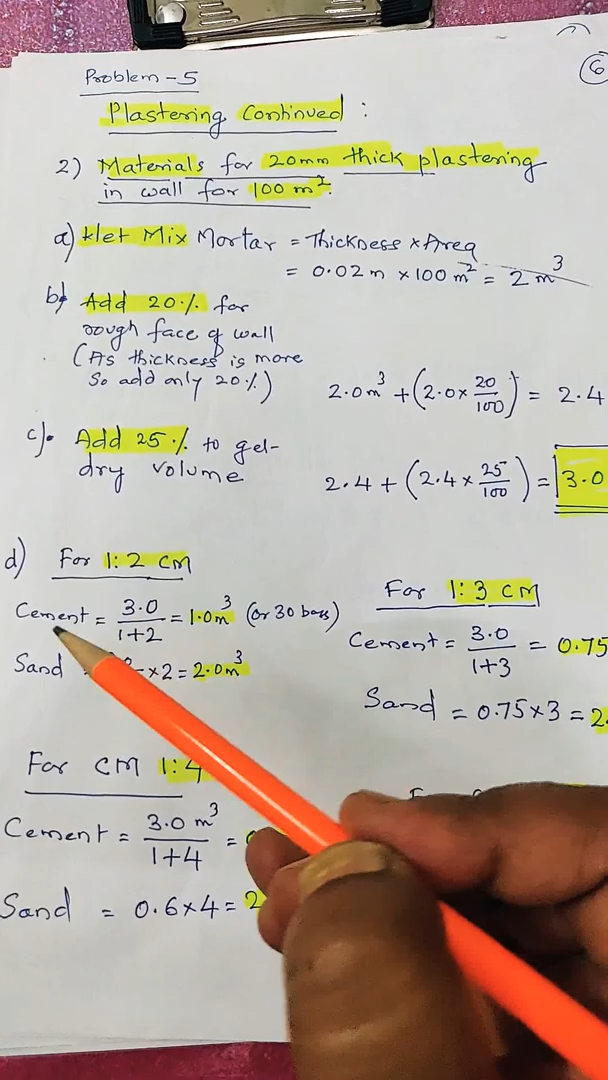 6
Problem-5
Plastering Continued :
2) Materials for 20mm thick plastering
in wall for 100 m².
a) Wet Mix Mortar = Thickness × Area
= 0.02 m × 100 m² = 2 m³
b) Add 20% for
rough face of wall
(As thickness is more
So add only 20%)
2.0m³ + (2.0 × 20/100) = 2.4
c). Add 25% to get-
dry volume
2.4 + (2.4 × 25/100) = 3.0
d) For 1:2 CM
Cement = 3.0/1+2 = 1.0m³ (or 30 bags)
Sand × 2 = 2.0m³
For 1:3 CM
Cement = 3.0/1+3 = 0.75
Sand = 0.75×3 = 2.
For CM 1:4
Cement = 3.0 m³/1+4 =
Sand = 0.6×4 = 2